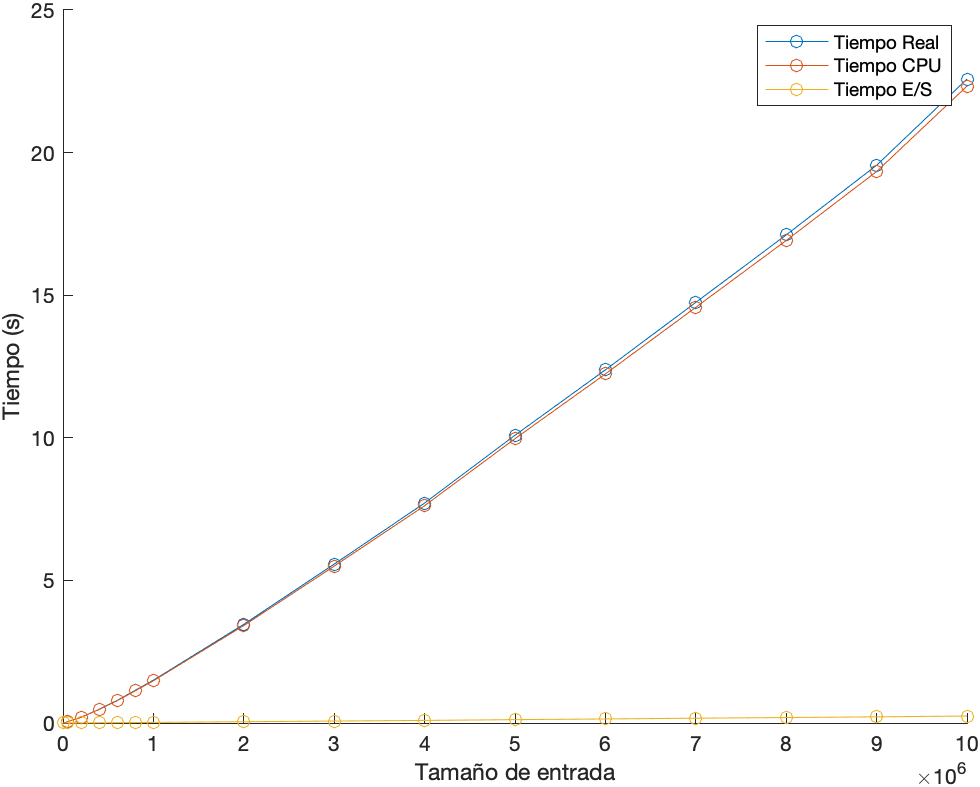 25
20
15
10
5
0
Tiempo (s)
Tiempo Real
Tiempo CPU
Tiempo E/S
0 1 2 3 4 5 6 7 8 9 10
Tamaño de entrada
×10⁶